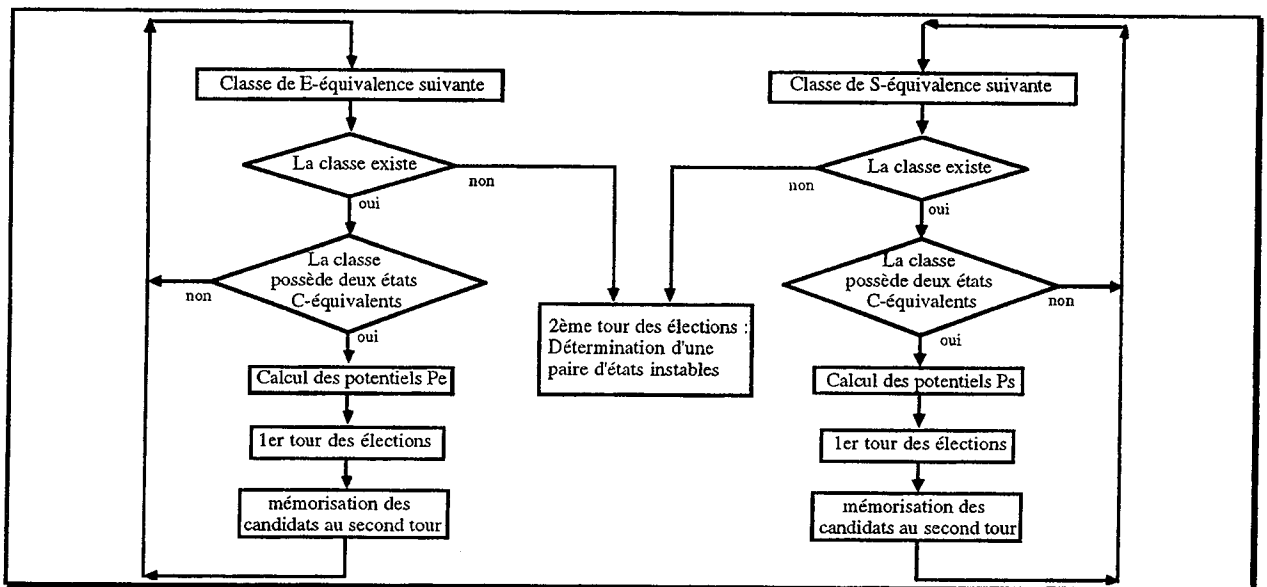 Classe de E-équivalence suivante
La classe existe
non
oui
La classe
possède deux états
C-équivalents
non
oui
Calcul des potentiels Pe
1er tour des élections
mémorisation des
candidats au second tour
2ème tour des élections :
Détermination d'une
paire d'états instables
Classe de S-équivalence suivante
La classe existe
non
oui
La classe
possède deux états
C-équivalents
non
oui
Calcul des potentiels Ps
1er tour des élections
mémorisation des
candidats au second tour